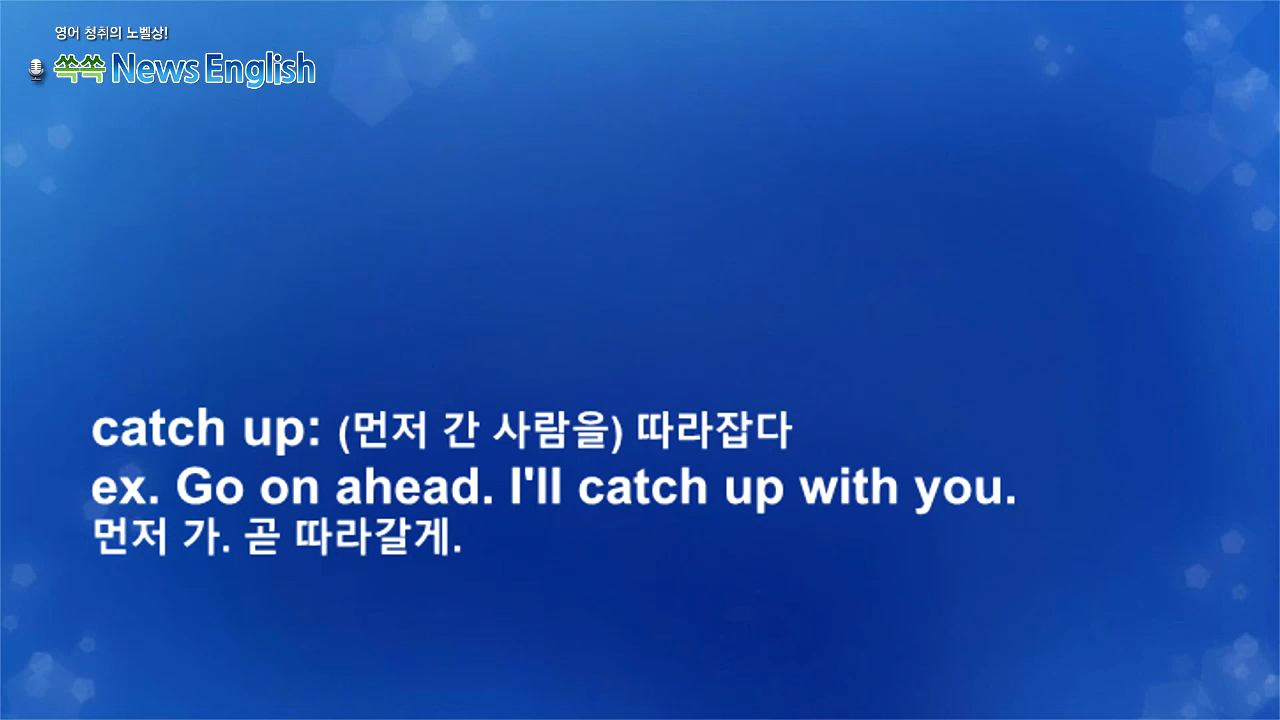 영어 청취의 노벨상!
쏙쏙 News English
catch up: (먼저 간 사람을) 따라잡다
ex. Go on ahead. I'll catch up with you.
먼저 가. 곧 따라갈게.